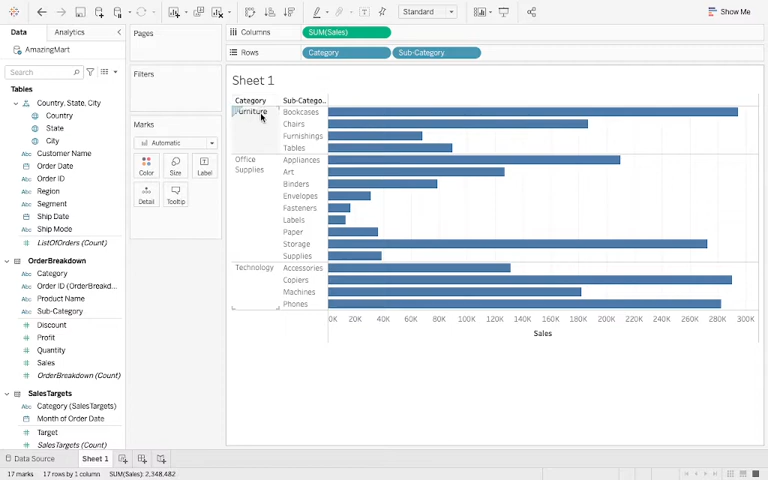 Standard
Show Me
Data
Analytics
Pages
Columns
SUM(Sales)
AmazingMart
Rows
Category
Sub-Category
Search
Filters
Sheet 1
Tables
Country, State, City
Country
State
City
Customer Name
Order Date
Order ID
Region
Segment
Ship Date
Ship Mode
ListOfOrders (Count)
OrderBreakdown
Category
Order ID (OrderBreakd...
Product Name
Sub-Category
Discount
Profit
Quantity
Sales
OrderBreakdown (Count)
SalesTargets
Category (SalesTargets)
Month of Order Date
Target
SalesTargets (Count)
Marks
Automatic
Color
Size
Label
Detail
Tooltip
Category
Sub-Catego..
Furniture
Bookcases
Chairs
Furnishings
Tables
Office
Supplies
Appliances
Art
Binders
Envelopes
Fasteners
Labels
Paper
Storage
Supplies
Technology
Accessories
Copiers
Machines
Phones
0K 20K 40K 60K 80K 100K 120K 140K 160K 180K 200K 220K 240K 260K 280K 300K
Sales
Data Source
Sheet 1
17 marks
17 rows by 1 column
SUM(Sales): 2,348,482